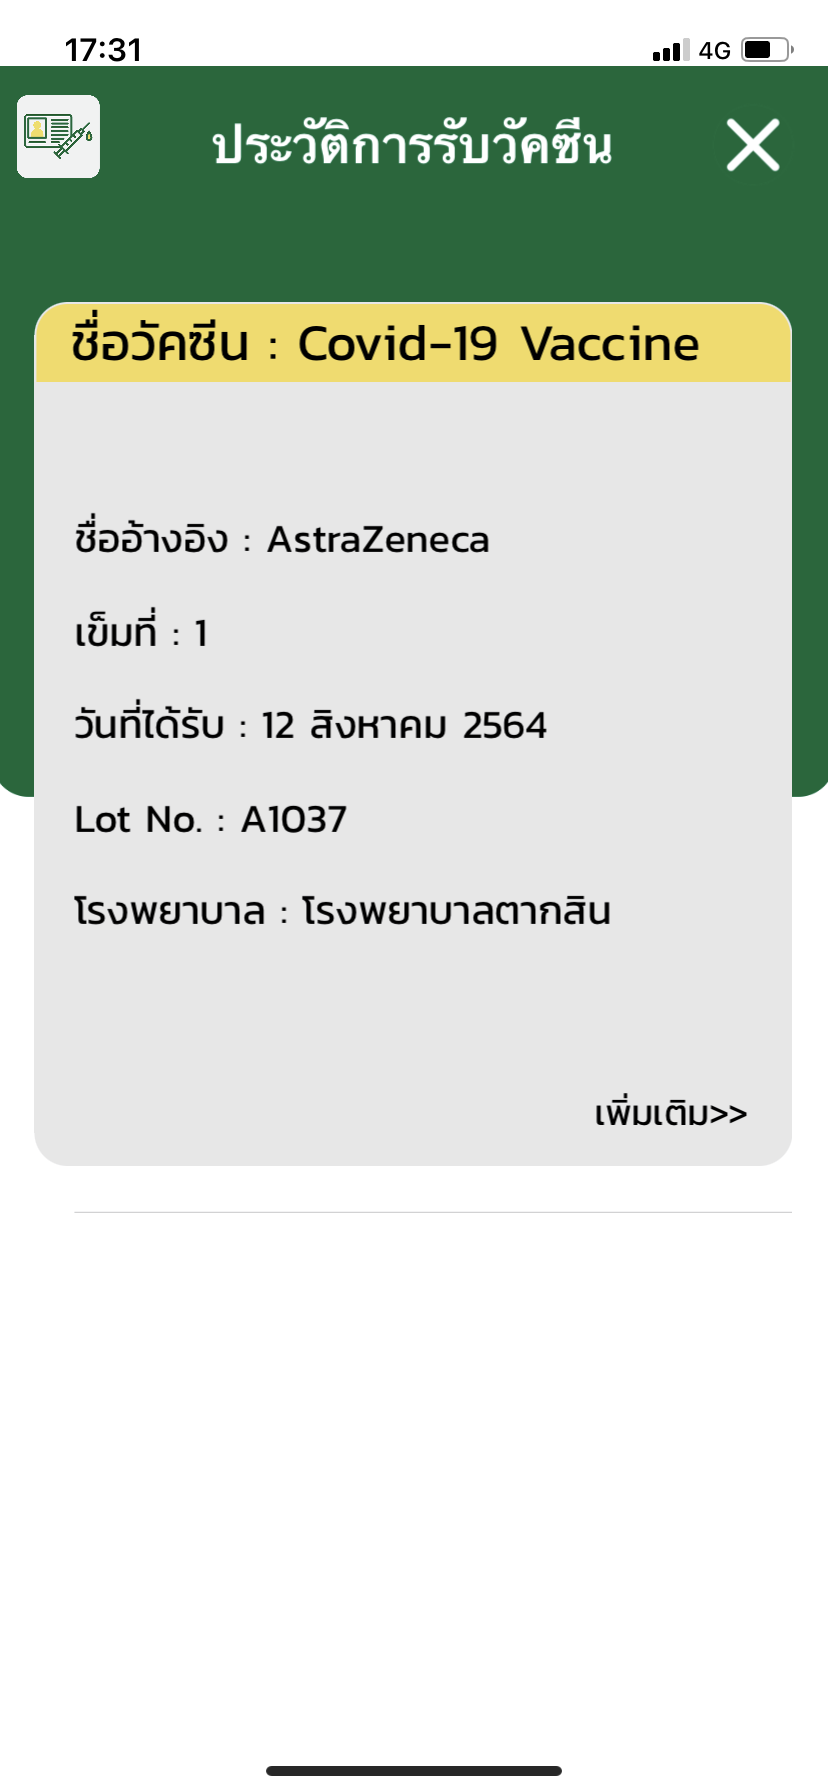 17:31
4G
ประวัติการรับวัคซีน
ชื่อวัคซีน : Covid-19 Vaccine
ชื่ออ้างอิง : AstraZeneca
เข็มที่ : 1
วันที่ได้รับ : 12 สิงหาคม 2564
Lot No. : A1037
โรงพยาบาล : โรงพยาบาลตากสิน
เพิ่มเติม>>